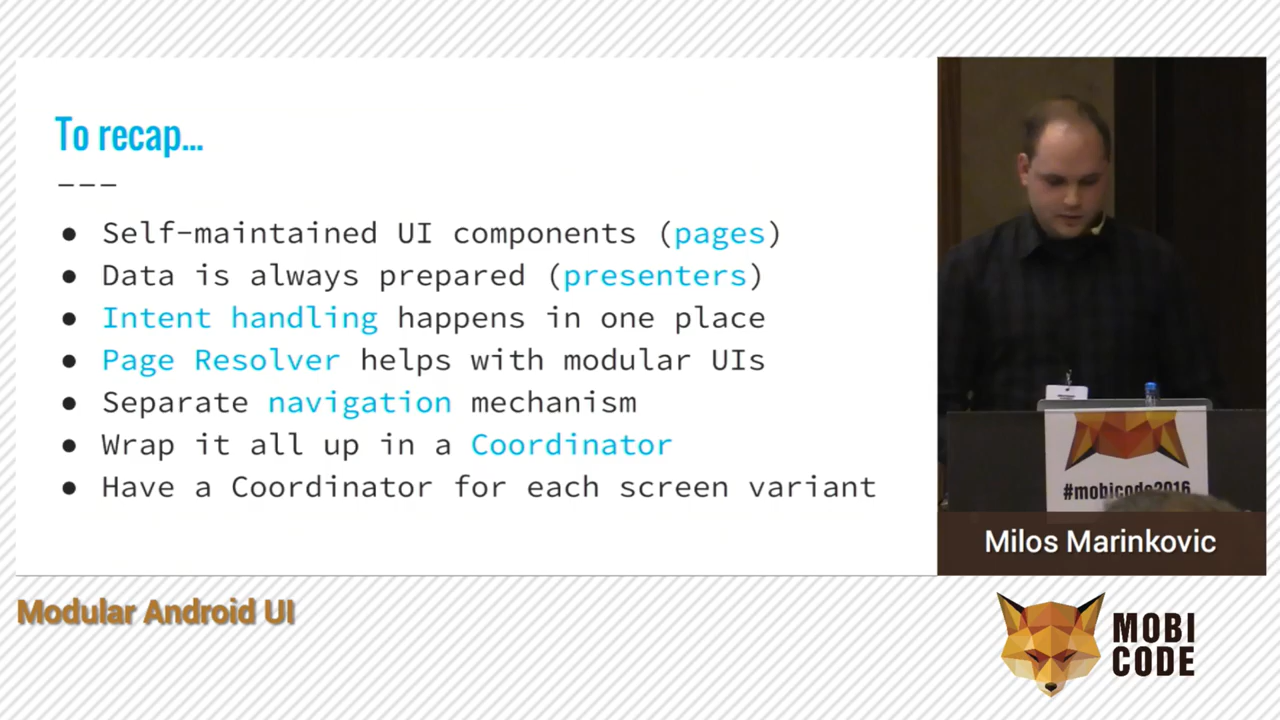 To recap...
---
● Self-maintained UI components (pages)
● Data is always prepared (presenters)
● Intent handling happens in one place
● Page Resolver helps with modular UIs
● Separate navigation mechanism
● Wrap it all up in a Coordinator
● Have a Coordinator for each screen variant
#mobicode2016
Milos Marinkovic
Modular Android UI
MOBI
CODE